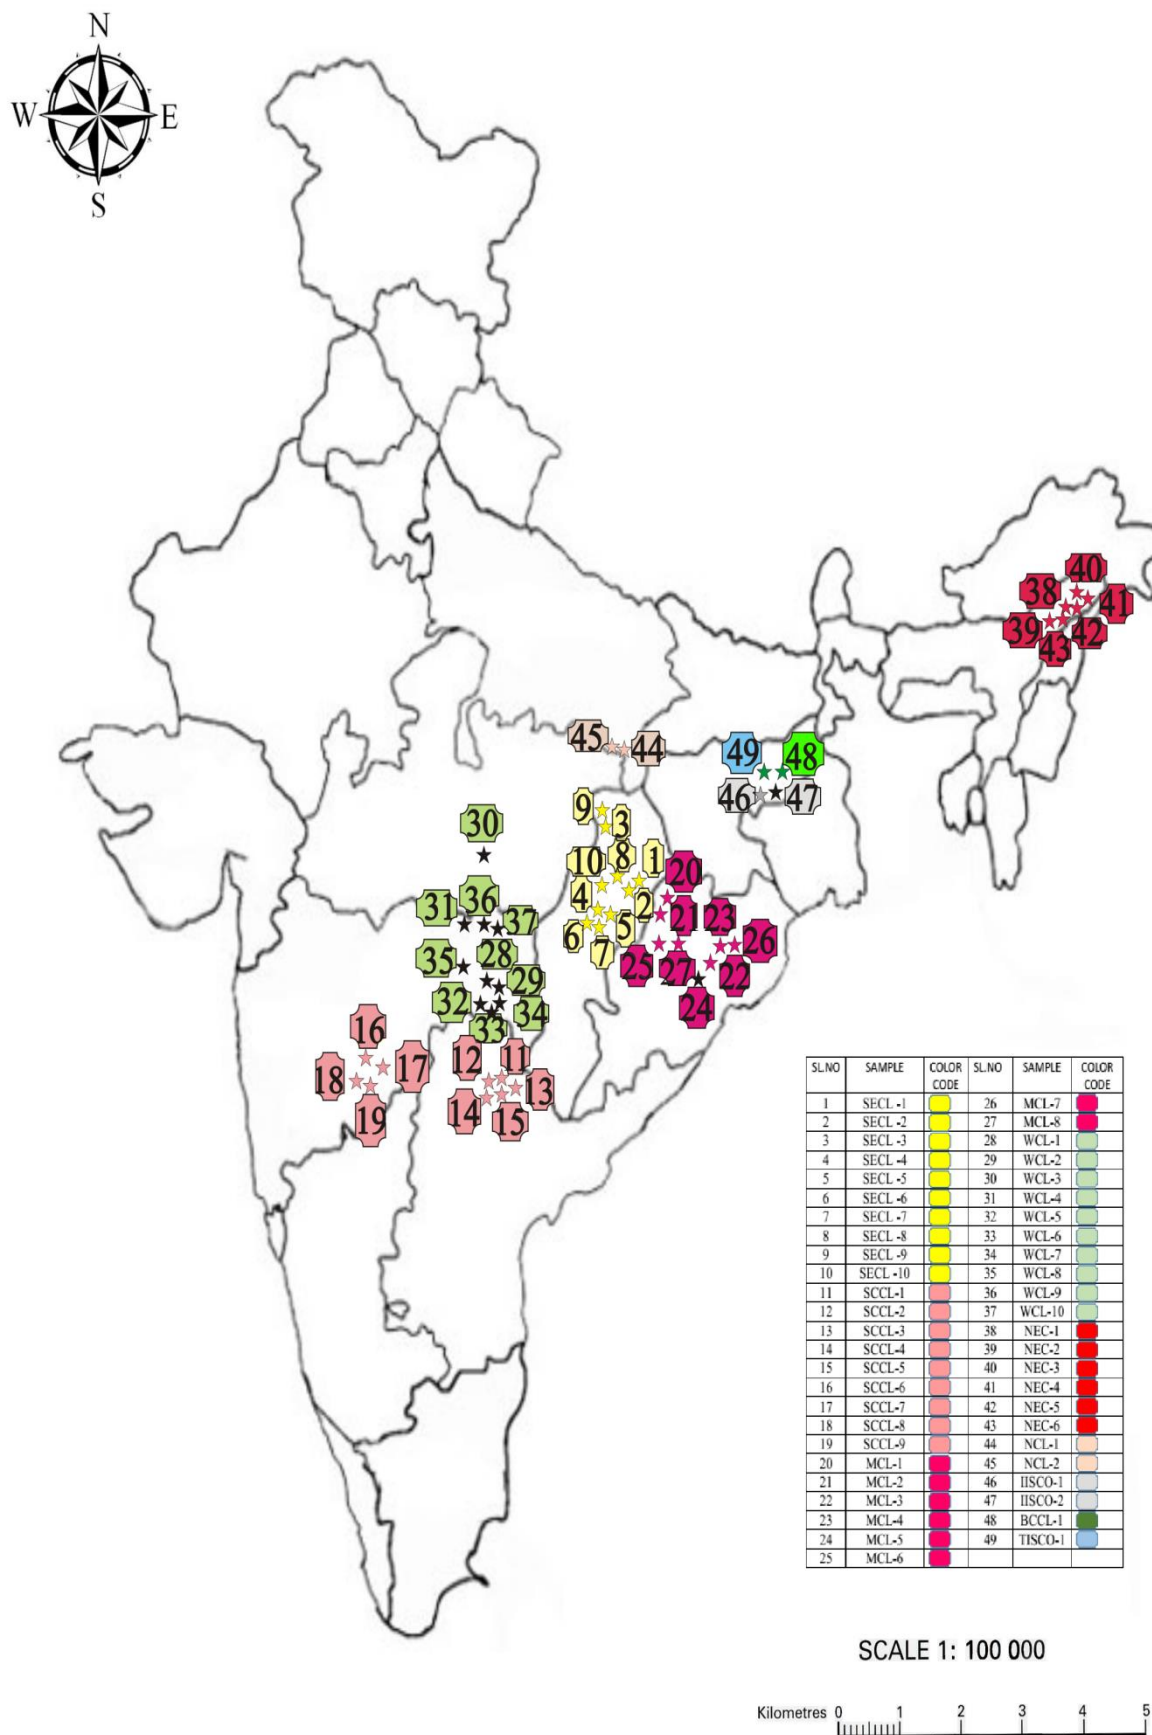 N
W E
S
40
38
41
39
42
43
45
44
49
48
46
47
9
3
30
10
8
1
20
36
4
31
2
21
23
37
5
6
26
28
35
7
25
27
29
22
32
24
34
16
33
12
11
17
18
13
14
19
15
SL.NO SAMPLE COLOR CODE SL.NO SAMPLE COLOR CODE
1 SECL -1 26 MCL-7
2 SECL -2 27 MCL-8
3 SECL -3 28 WCL-1
4 SECL -4 29 WCL-2
5 SECL -5 30 WCL-3
6 SECL -6 31 WCL-4
7 SECL -7 32 WCL-5
8 SECL -8 33 WCL-6
9 SECL -9 34 WCL-7
10 SECL -10 35 WCL-8
11 SCCL-1 36 WCL-9
12 SCCL-2 37 WCL-10
13 SCCL-3 38 NEC-1
14 SCCL-4 39 NEC-2
15 SCCL-5 40 NEC-3
16 SCCL-6 41 NEC-4
17 SCCL-7 42 NEC-5
18 SCCL-8 43 NEC-6
19 SCCL-9 44 NCL-1
20 MCL-1 45 NCL-2
21 MCL-2 46 IISCO-1
22 MCL-3 47 IISCO-2
23 MCL-4 48 BCCL-1
24 MCL-5 49 TISCO-1
25 MCL-6
SCALE 1: 100 000
Kilometres 0 1 2 3 4 5